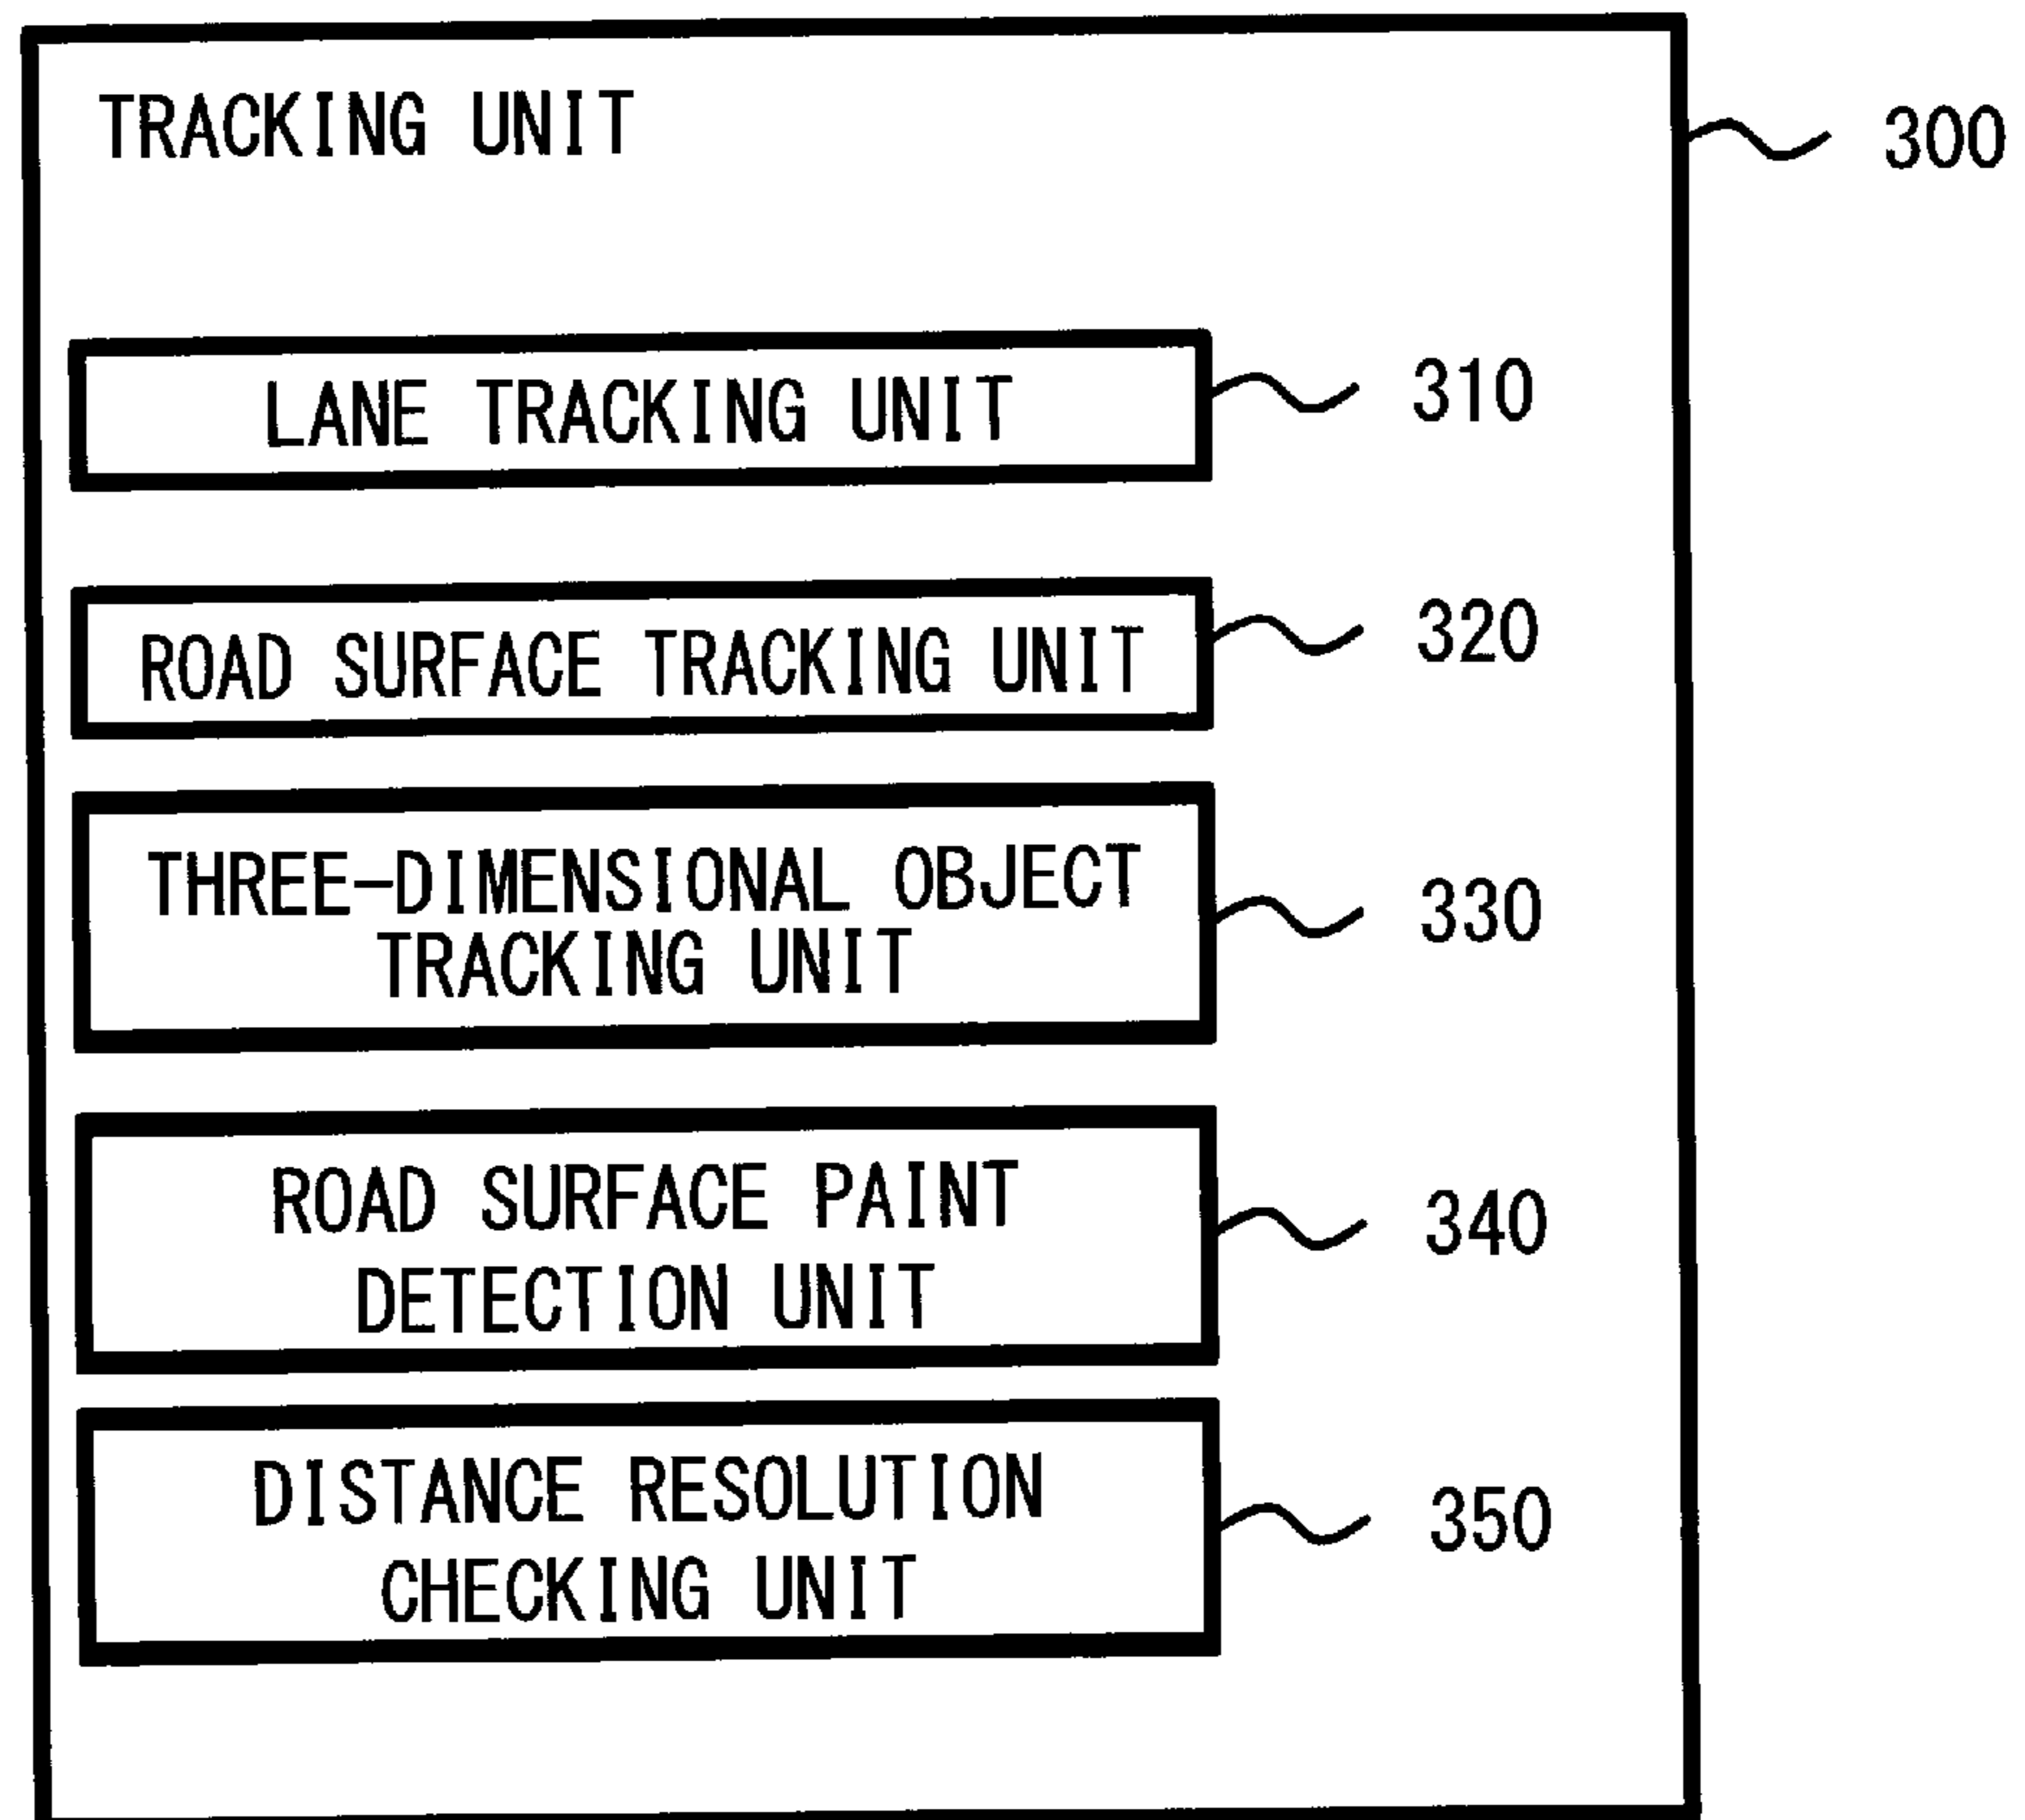 TRACKING UNIT
300
LANE TRACKING UNIT
310
ROAD SURFACE TRACKING UNIT
320
THREE-DIMENSIONAL OBJECT
TRACKING UNIT
330
ROAD SURFACE PAINT
DETECTION UNIT
340
DISTANCE RESOLUTION
CHECKING UNIT
350